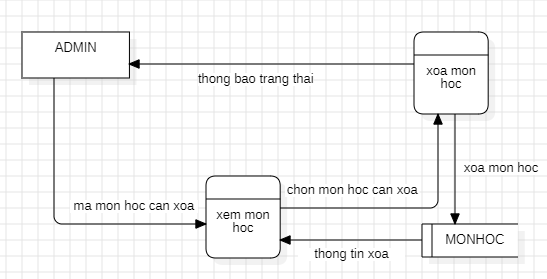 ADMIN
xoa mon
hoc
thong bao trang thai
xoa mon hoc
ma mon hoc can xoa
chon mon hoc can xoa
xem mon
hoc
MONHOC
thong tin xoa